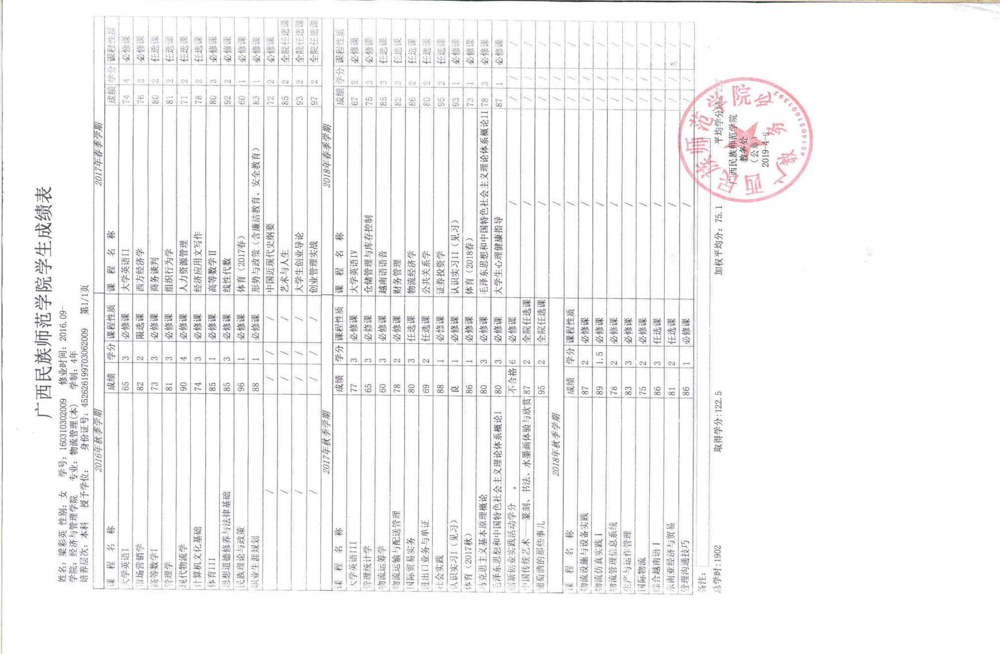 广西民族师范学院学生成绩表
姓名：梁彩英 性别：女 学号：160310302009 修业时间：2016.09-
学院：经济与管理学院 专业：物流管理(本) 学制：4年
培养层次：本科 授予学位： 身份证号：452626199703062009 第1/1页
2016年秋季学期 2017年春季学期
课 程 名 称 成绩 学分 课程性质 课 程 名 称 成绩 学分 课程性质
大学英语I 65 3 必修课 大学英语II 74 4 必修课
市场营销学 82 2 限选课 西方经济学 76 3 必修课
高等数学I 73 3 必修课 商务谈判 80 2 任选课
管理学 81 3 必修课 组织行为学 81 2 任选课
现代物流学 90 4 必修课 人力资源管理 71 2 任选课
计算机文化基础 74 3 必修课 经济应用文写作 78 2 任选课
体育III 85 1 必修课 高等数学Ⅱ 80 3 必修课
思想道德修养与法律基础 85 3 必修课 线性代数 92 2 必修课
民族理论与政策 96 1 必修课 体育（2017春） 60 1 必修课
职业生涯规划 88 1 必修课 形势与政策（含廉洁教育、安全教育） 83 1 必修课
/ / / / 中国近现代史纲要 72 2 必修课
/ / / / 艺术与人生 85 2 全院任选课
/ / / / 大学生创业导论 93 2 全院任选课
/ / / / 创业管理实战 97 2 全院任选课
2017年秋季学期 2018年春季学期
课 程 名 称 成绩 学分 课程性质 课 程 名 称 成绩 学分 课程性质
大学英语III 77 3 必修课 大学英语IV 67 2 必修课
管理统计学 65 3 必修课 仓储管理与库存控制 75 3 必修课
物流运筹学 60 3 必修课 越南语语音 85 3 任选课
物流运输与配送管理 78 2 必修课 财务管理 82 3 任选课
国际贸易实务 80 3 任选课 物流经济学 86 2 任选课
进出口业务与单证 69 2 任选课 公共关系学 80 2 任选课
社会实践 88 1 必修课 证券投资学 95 2 任选课
认识实习I（见习） 良 1 必修课 认识实习II（见习） 93 1 必修课
体育（2017秋） 86 1 必修课 体育（2018春） 73 1 必修课
马克思主义基本原理概论 80 3 必修课 毛泽东思想和中国特色社会主义理论体系概论II 78 3 必修课
毛泽东思想和中国特色社会主义理论体系概论I 80 3 必修课 大学生心理健康指导 87 1 必修课
创新创业实践活动学分 不合格 6 必修课 / / / /
中国传统艺术——篆刻、书法、水墨画体验与欣赏 87 2 全院任选课 / / / /
葡萄酒的那些事儿 95 2 全院任选课 / / / /
2018年秋季学期 / / / /
课 程 名 称 成绩 学分 课程性质 / / / /
物流设施与设备实践 87 2 必修课 / / / /
物流仿真实践Ⅰ 89 1.5 必修课 / / / /
物流管理信息系统 78 2 必修课 / / / /
生产与运作管理 83 3 必修课 / / / /
国际物流 75 2 必修课 / / / /
综合越南语Ⅰ 86 3 任选课 / / / /
东南亚经济与贸易 81 2 任选课 / / / /
管理沟通技巧 86 1 必修课 / / / /
备注：
总学时:1902 取得学分:122.5 加权平均分：75.1 平均学分绩：2.7
广西民族师范学院
教务处
（公章）
2019-4-9
广西民族师范学院
教务处
4514021001392